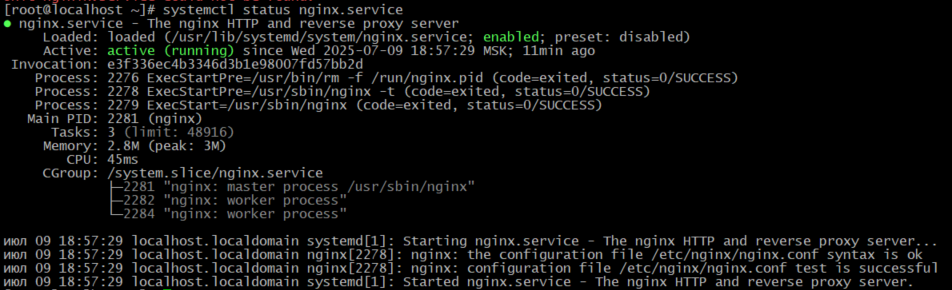 [root@localhost ~]# systemctl status nginx.service
● nginx.service - The nginx HTTP and reverse proxy server
Loaded: loaded (/usr/lib/systemd/system/nginx.service; enabled; preset: disabled)
Active: active (running) since Wed 2025-07-09 18:57:29 MSK; 11min ago
Invocation: e3f336ec4b3346d3b1e98007fd57bb2d
Process: 2276 ExecStartPre=/usr/bin/rm -f /run/nginx.pid (code=exited, status=0/SUCCESS)
Process: 2278 ExecStartPre=/usr/sbin/nginx -t (code=exited, status=0/SUCCESS)
Process: 2279 ExecStart=/usr/sbin/nginx (code=exited, status=0/SUCCESS)
Main PID: 2281 (nginx)
Tasks: 3 (limit: 48916)
Memory: 2.8M (peak: 3M)
CPU: 45ms
CGroup: /system.slice/nginx.service
├─2281 "nginx: master process /usr/sbin/nginx"
├─2282 "nginx: worker process"
└─2284 "nginx: worker process"
июл 09 18:57:29 localhost.localdomain systemd[1]: Starting nginx.service - The nginx HTTP and reverse proxy server...
июл 09 18:57:29 localhost.localdomain nginx[2278]: nginx: the configuration file /etc/nginx/nginx.conf syntax is ok
июл 09 18:57:29 localhost.localdomain nginx[2278]: nginx: configuration file /etc/nginx/nginx.conf test is successful
июл 09 18:57:29 localhost.localdomain systemd[1]: Started nginx.service - The nginx HTTP and reverse proxy server.